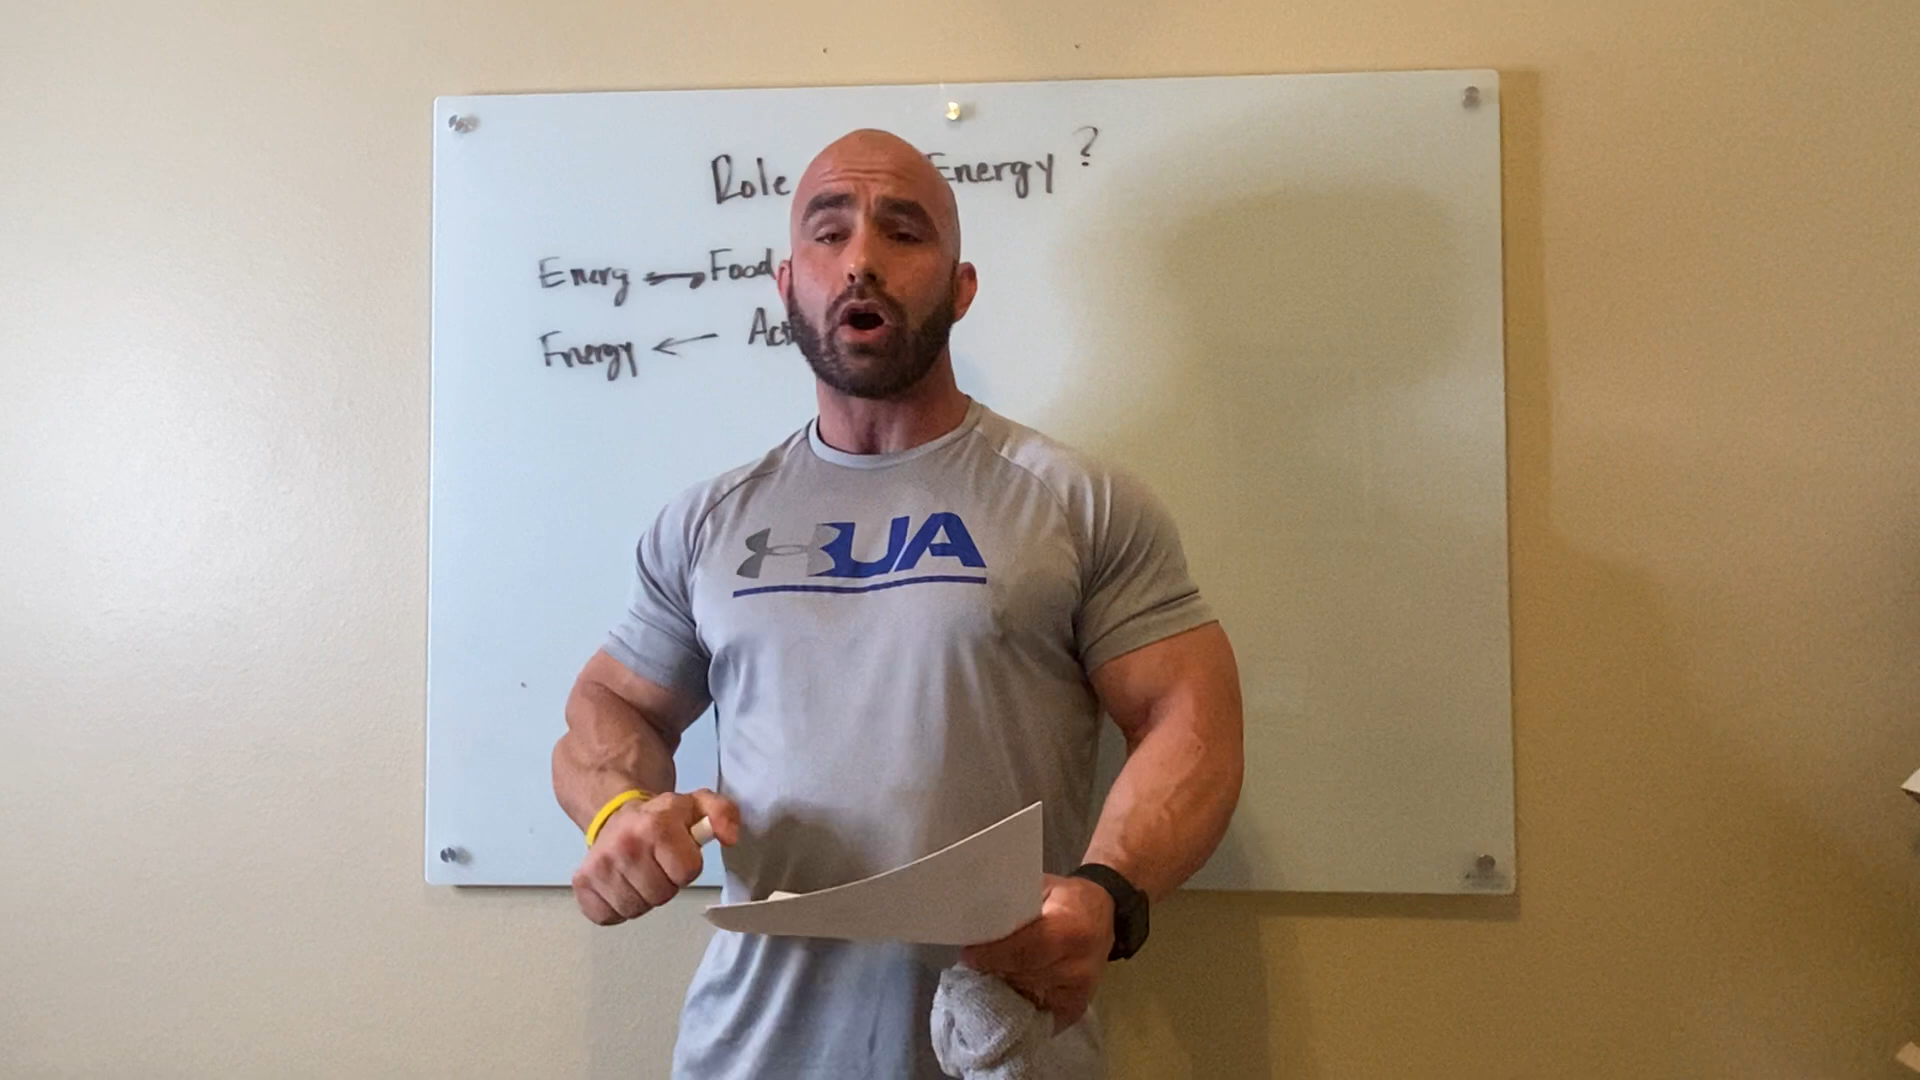 Role Energy ?
Energ Food
Energy ← Act
UA